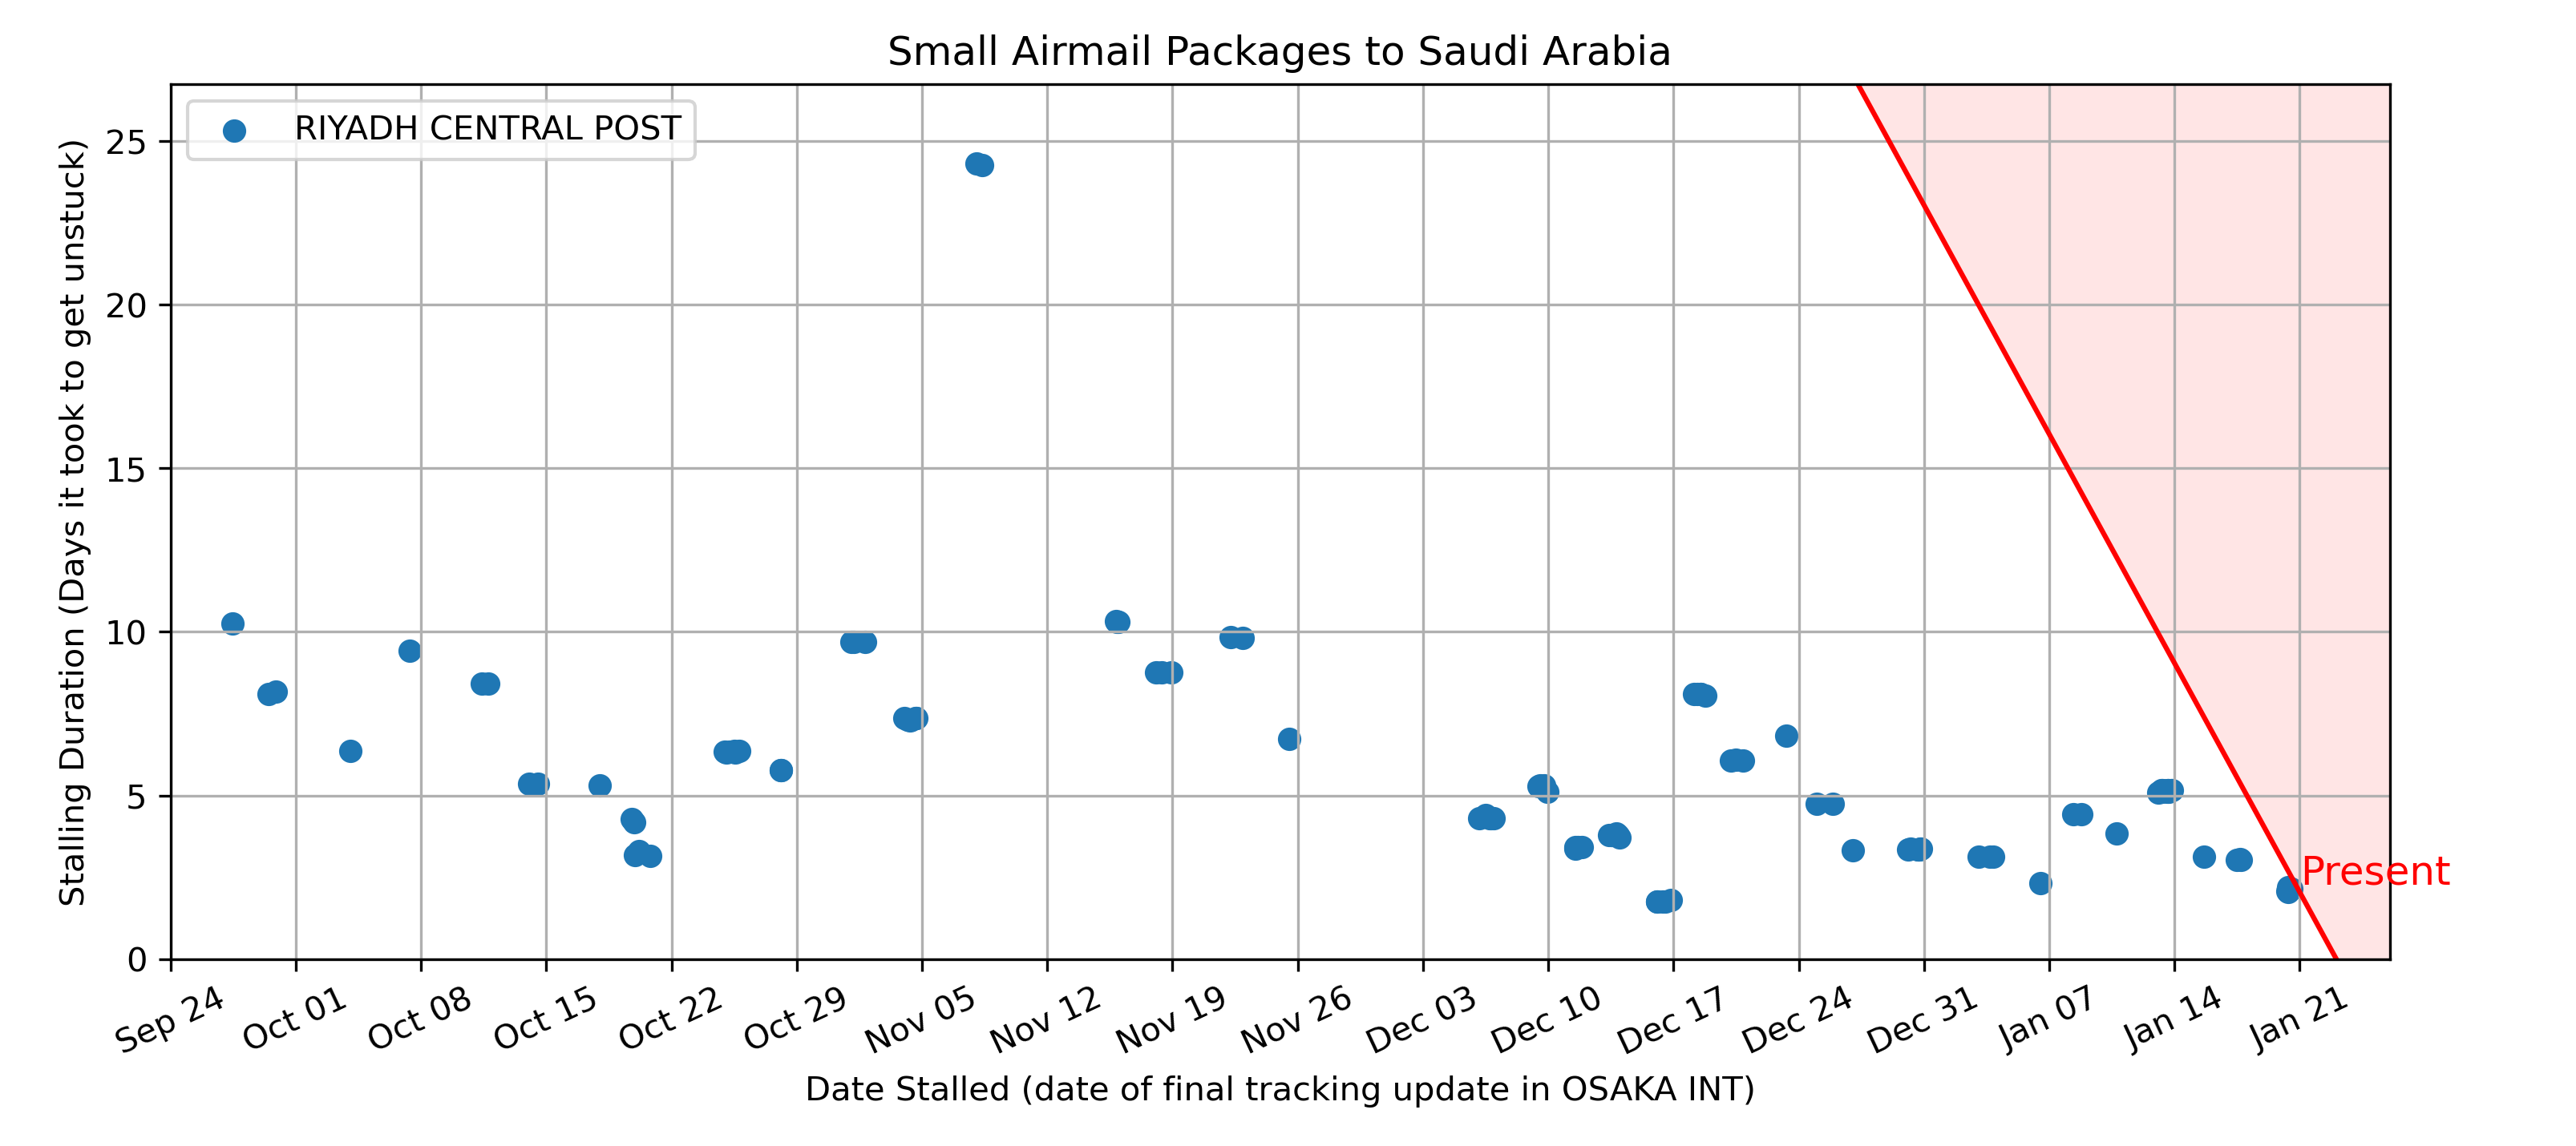 Small Airmail Packages to Saudi Arabia
RIYADH CENTRAL POST
Stalling Duration (Days it took to get unstuck)
25
20
15
10
5
0
Present
Sep 24
Oct 01
Oct 08
Oct 15
Oct 22
Oct 29
Nov 05
Nov 12
Nov 19
Nov 26
Dec 03
Dec 10
Dec 17
Dec 24
Dec 31
Jan 07
Jan 14
Jan 21
Date Stalled (date of final tracking update in OSAKA INT)